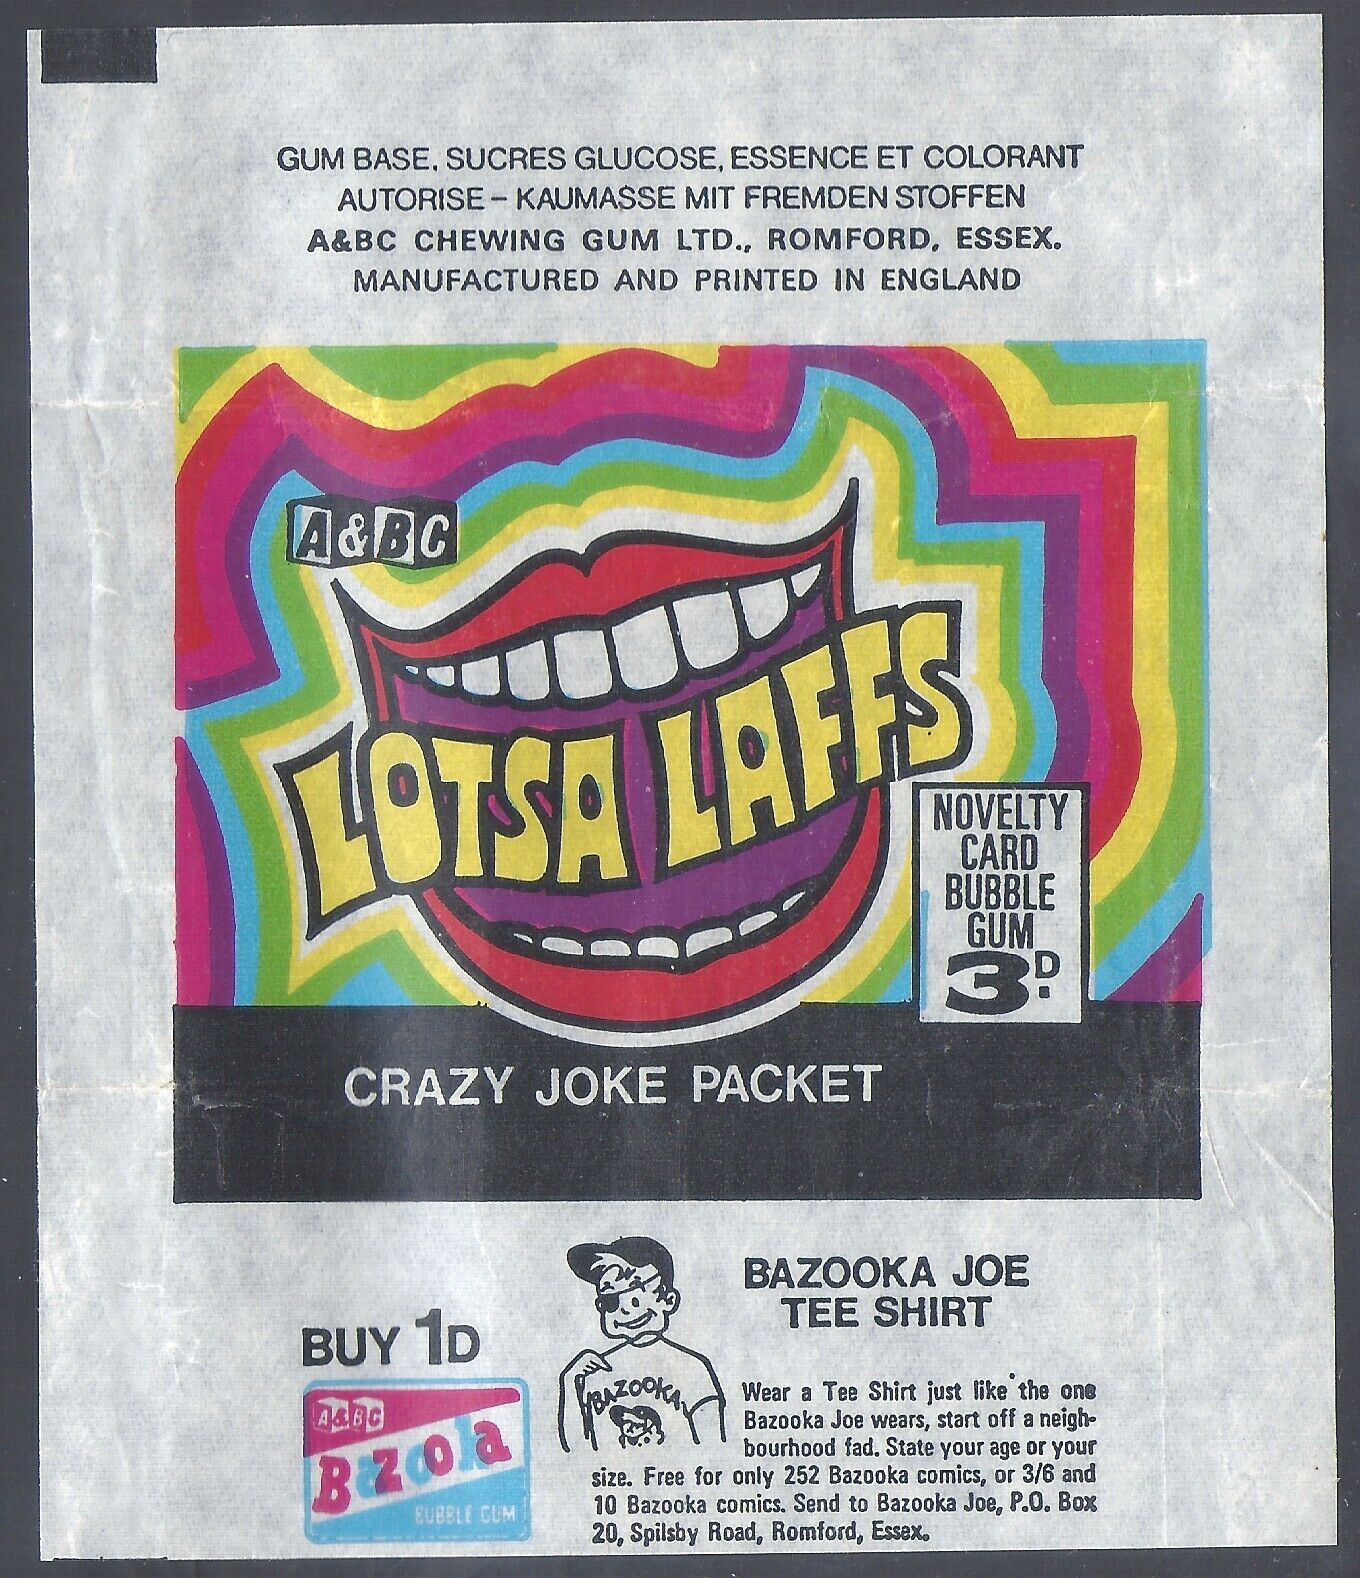 GUM BASE, SUCRES GLUCOSE, ESSENCE ET COLORANT
AUTORISE – KAUMASSE MIT FREMDEN STOFFEN
A&BC CHEWING GUM LTD., ROMFORD, ESSEX.
MANUFACTURED AND PRINTED IN ENGLAND
A&BC
LOTSA LAFFS
NOVELTY
CARD
BUBBLE
GUM
3D.
CRAZY JOKE PACKET
BUY 1D
A&BC
Bazooka
BUBBLE GUM
BAZOOKA
BAZOOKA JOE
TEE SHIRT
Wear a Tee Shirt just like the one
Bazooka Joe wears, start off a neigh-
bourhood fad. State your age or your
size. Free for only 252 Bazooka comics, or 3/6 and
10 Bazooka comics. Send to Bazooka Joe, P.O. Box
20, Spilsby Road, Romford, Essex.